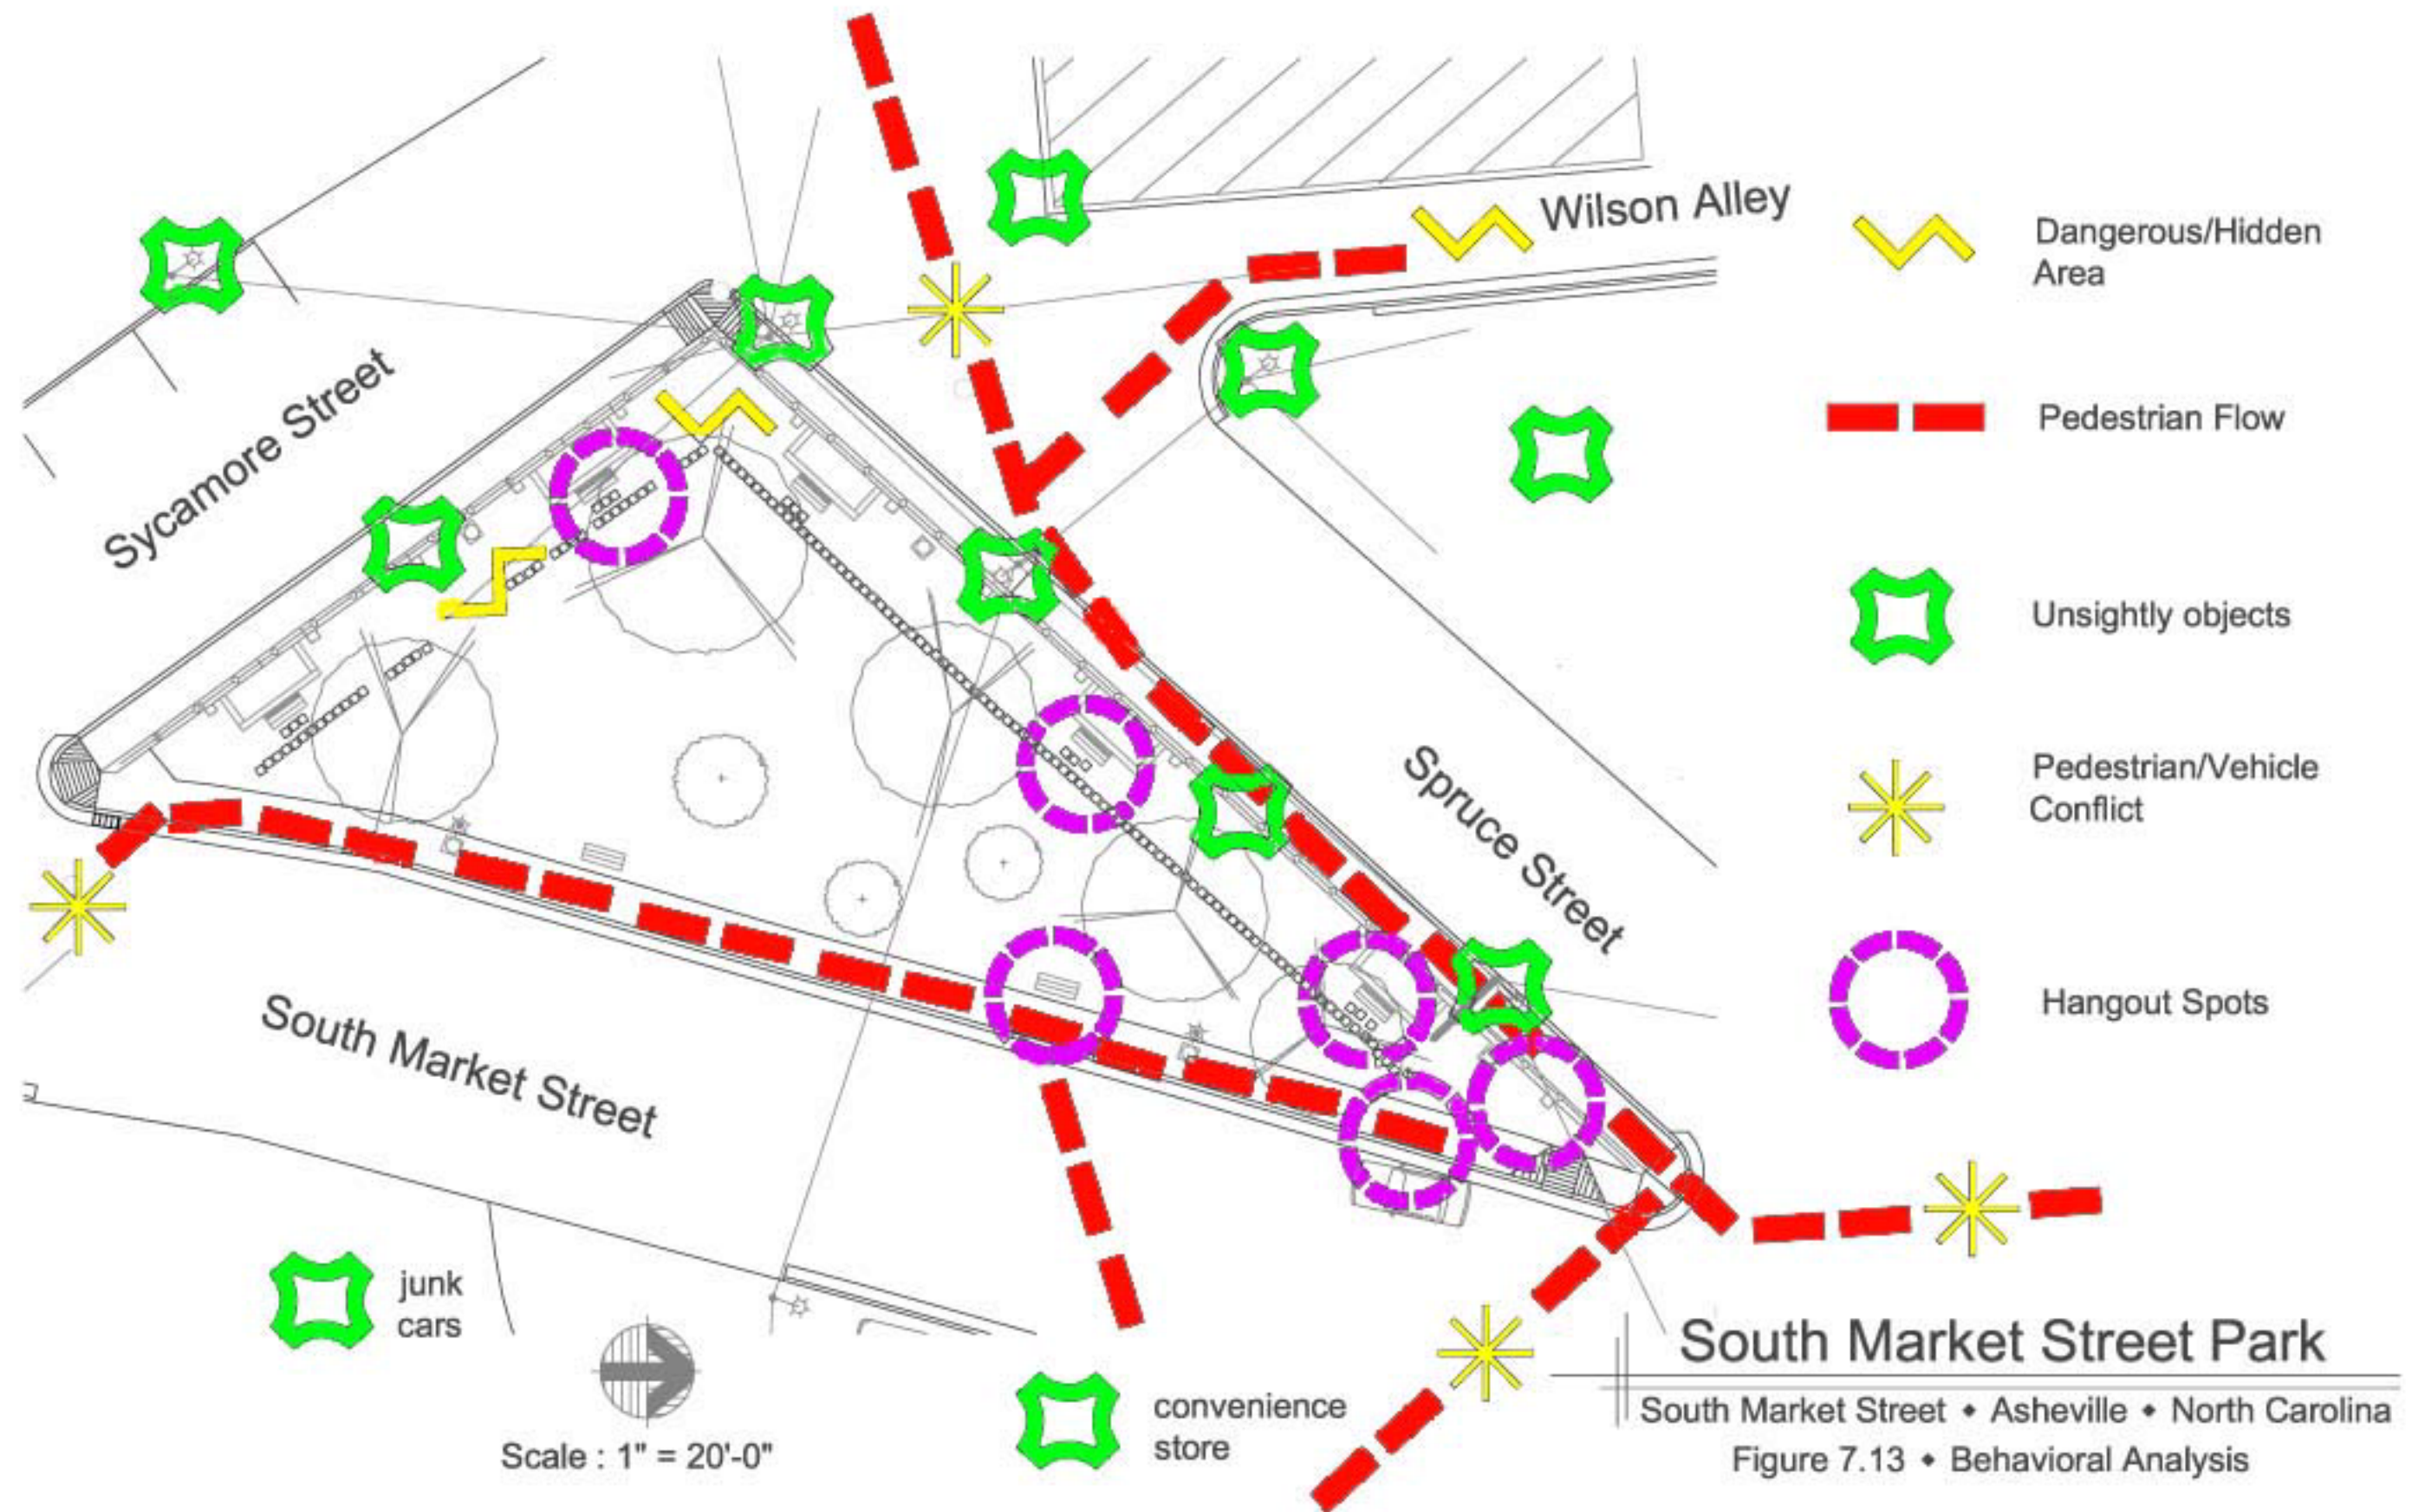 Wilson Alley
Dangerous/Hidden
Area
Sycamore Street
Pedestrian Flow
Unsightly objects
Pedestrian/Vehicle
Conflict
Spruce Street
Hangout Spots
South Market Street
junk
cars
Scale : 1" = 20'-0"
convenience
store
South Market Street Park
South Market Street • Asheville • North Carolina
Figure 7.13 • Behavioral Analysis